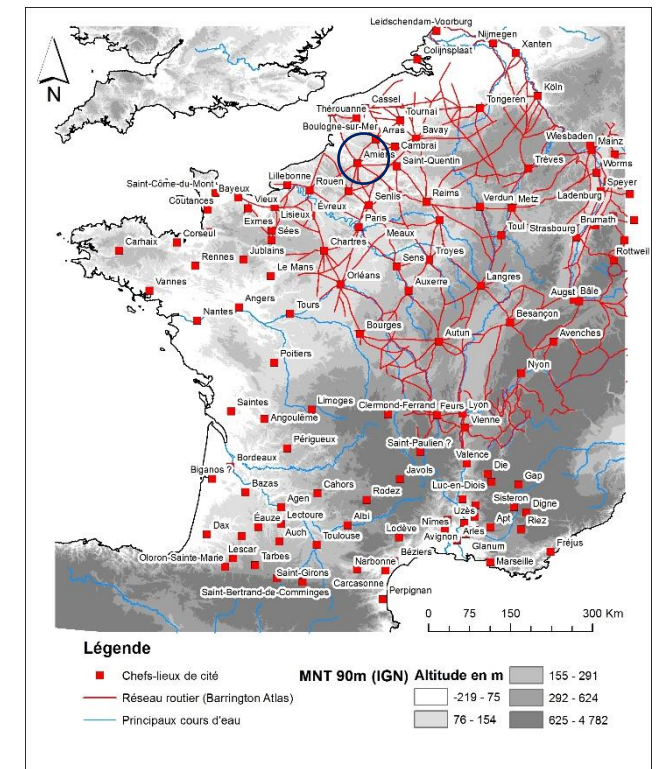 Leidschendam-Voorburg
Nijmegen
Colijnsplaat
Xanten
Köln
Cassel
Tongeren
Thérouanne
Tournai
Boulogne-sur-Mer
Arras
Bavay
Wiesbaden
Mainz
Cambrai
Amiens
Saint-Quentin
Trèves
Worms
Saint-Côme-du-Mont
Lillebonne
Rouen
Speyer
Bayeux
Coutances
Vieux
Évreux
Senlis
Reims
Verdun
Metz
Ladenburg
Lisieux
Exmes
Paris
Brumath
Sées
Meaux
Toul
Strasbourg
Carhaix
Corseul
Jublains
Chartres
Rennes
Sens
Troyes
Rottweil
Le Mans
Vannes
Orléans
Auxerre
Langres
Augst
Bâle
Angers
Nantes
Tours
Besançon
Bourges
Autun
Avenches
Poitiers
Nyon
Saintes
Limoges
Clermond-Ferrand
Feurs
Lyon
Angoulême
Vienne
Périgueux
Saint-Paulien ?
Bordeaux
Valence
Biganos ?
Javols
Die
Bazas
Cahors
Luc-en-Diois
Gap
Agen
Rodez
Sisteron
Digne
Éauze
Lectoure
Albi
Uzès
Dax
Auch
Nîmes
Apt
Riez
Lodève
Arles
Toulouse
Avignon
Glanum
Fréjus
Lescar
Oloron-Sainte-Marie
Tarbes
Béziers
Marseille
Saint-Girons
Narbonne
Carcassonne
Saint-Bertrand-de-Comminges
Perpignan
N
0 75 150 300 Km
Légende
Chefs-lieux de cité
Réseau routier (Barrington Atlas)
Principaux cours d'eau
MNT 90m (IGN) Altitude en m
-219 - 75
76 - 154
155 - 291
292 - 624
625 - 4 782